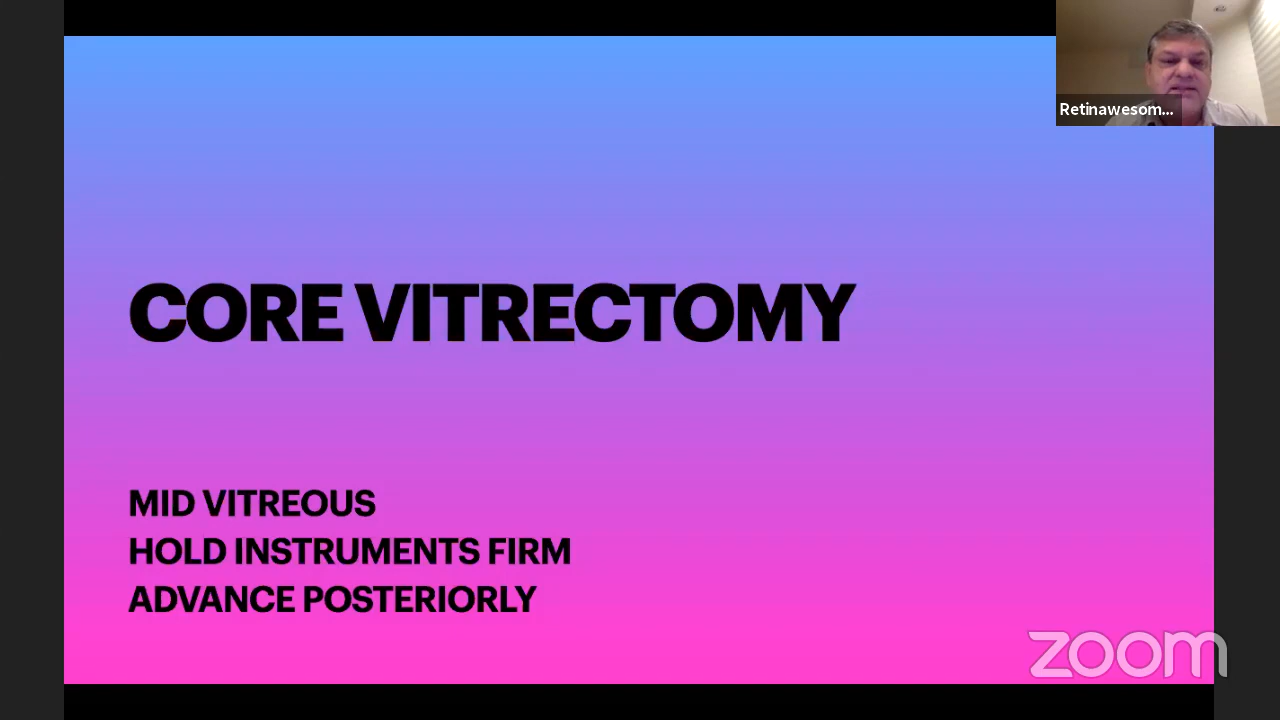 Retinawesom...
CORE VITRECTOMY
MID VITREOUS
HOLD INSTRUMENTS FIRM
ADVANCE POSTERIORLY
zoom